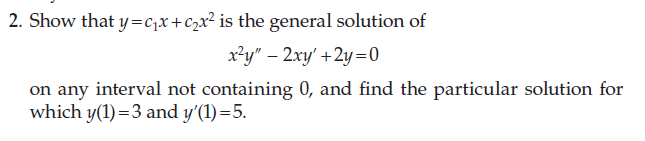 2. Show that y=c₁x+c₂x² is the general solution of
x²y″ – 2xy′ +2y=0
on any interval not containing 0, and find the particular solution for
which y(1)=3 and y′(1)=5.